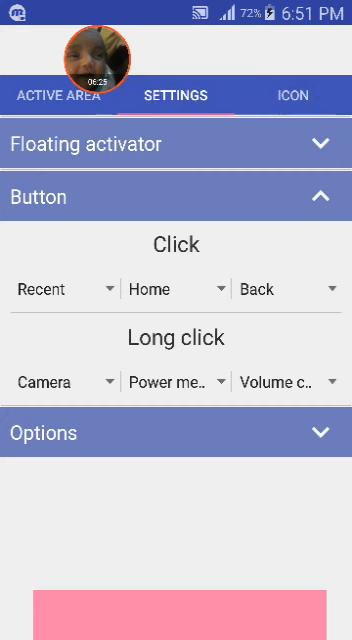 72% 6:51 PM
06:25
ACTIVE AREA SETTINGS ICON
Floating activator
Button
Click
Recent Home Back
Long click
Camera Power me.. Volume c..
Options